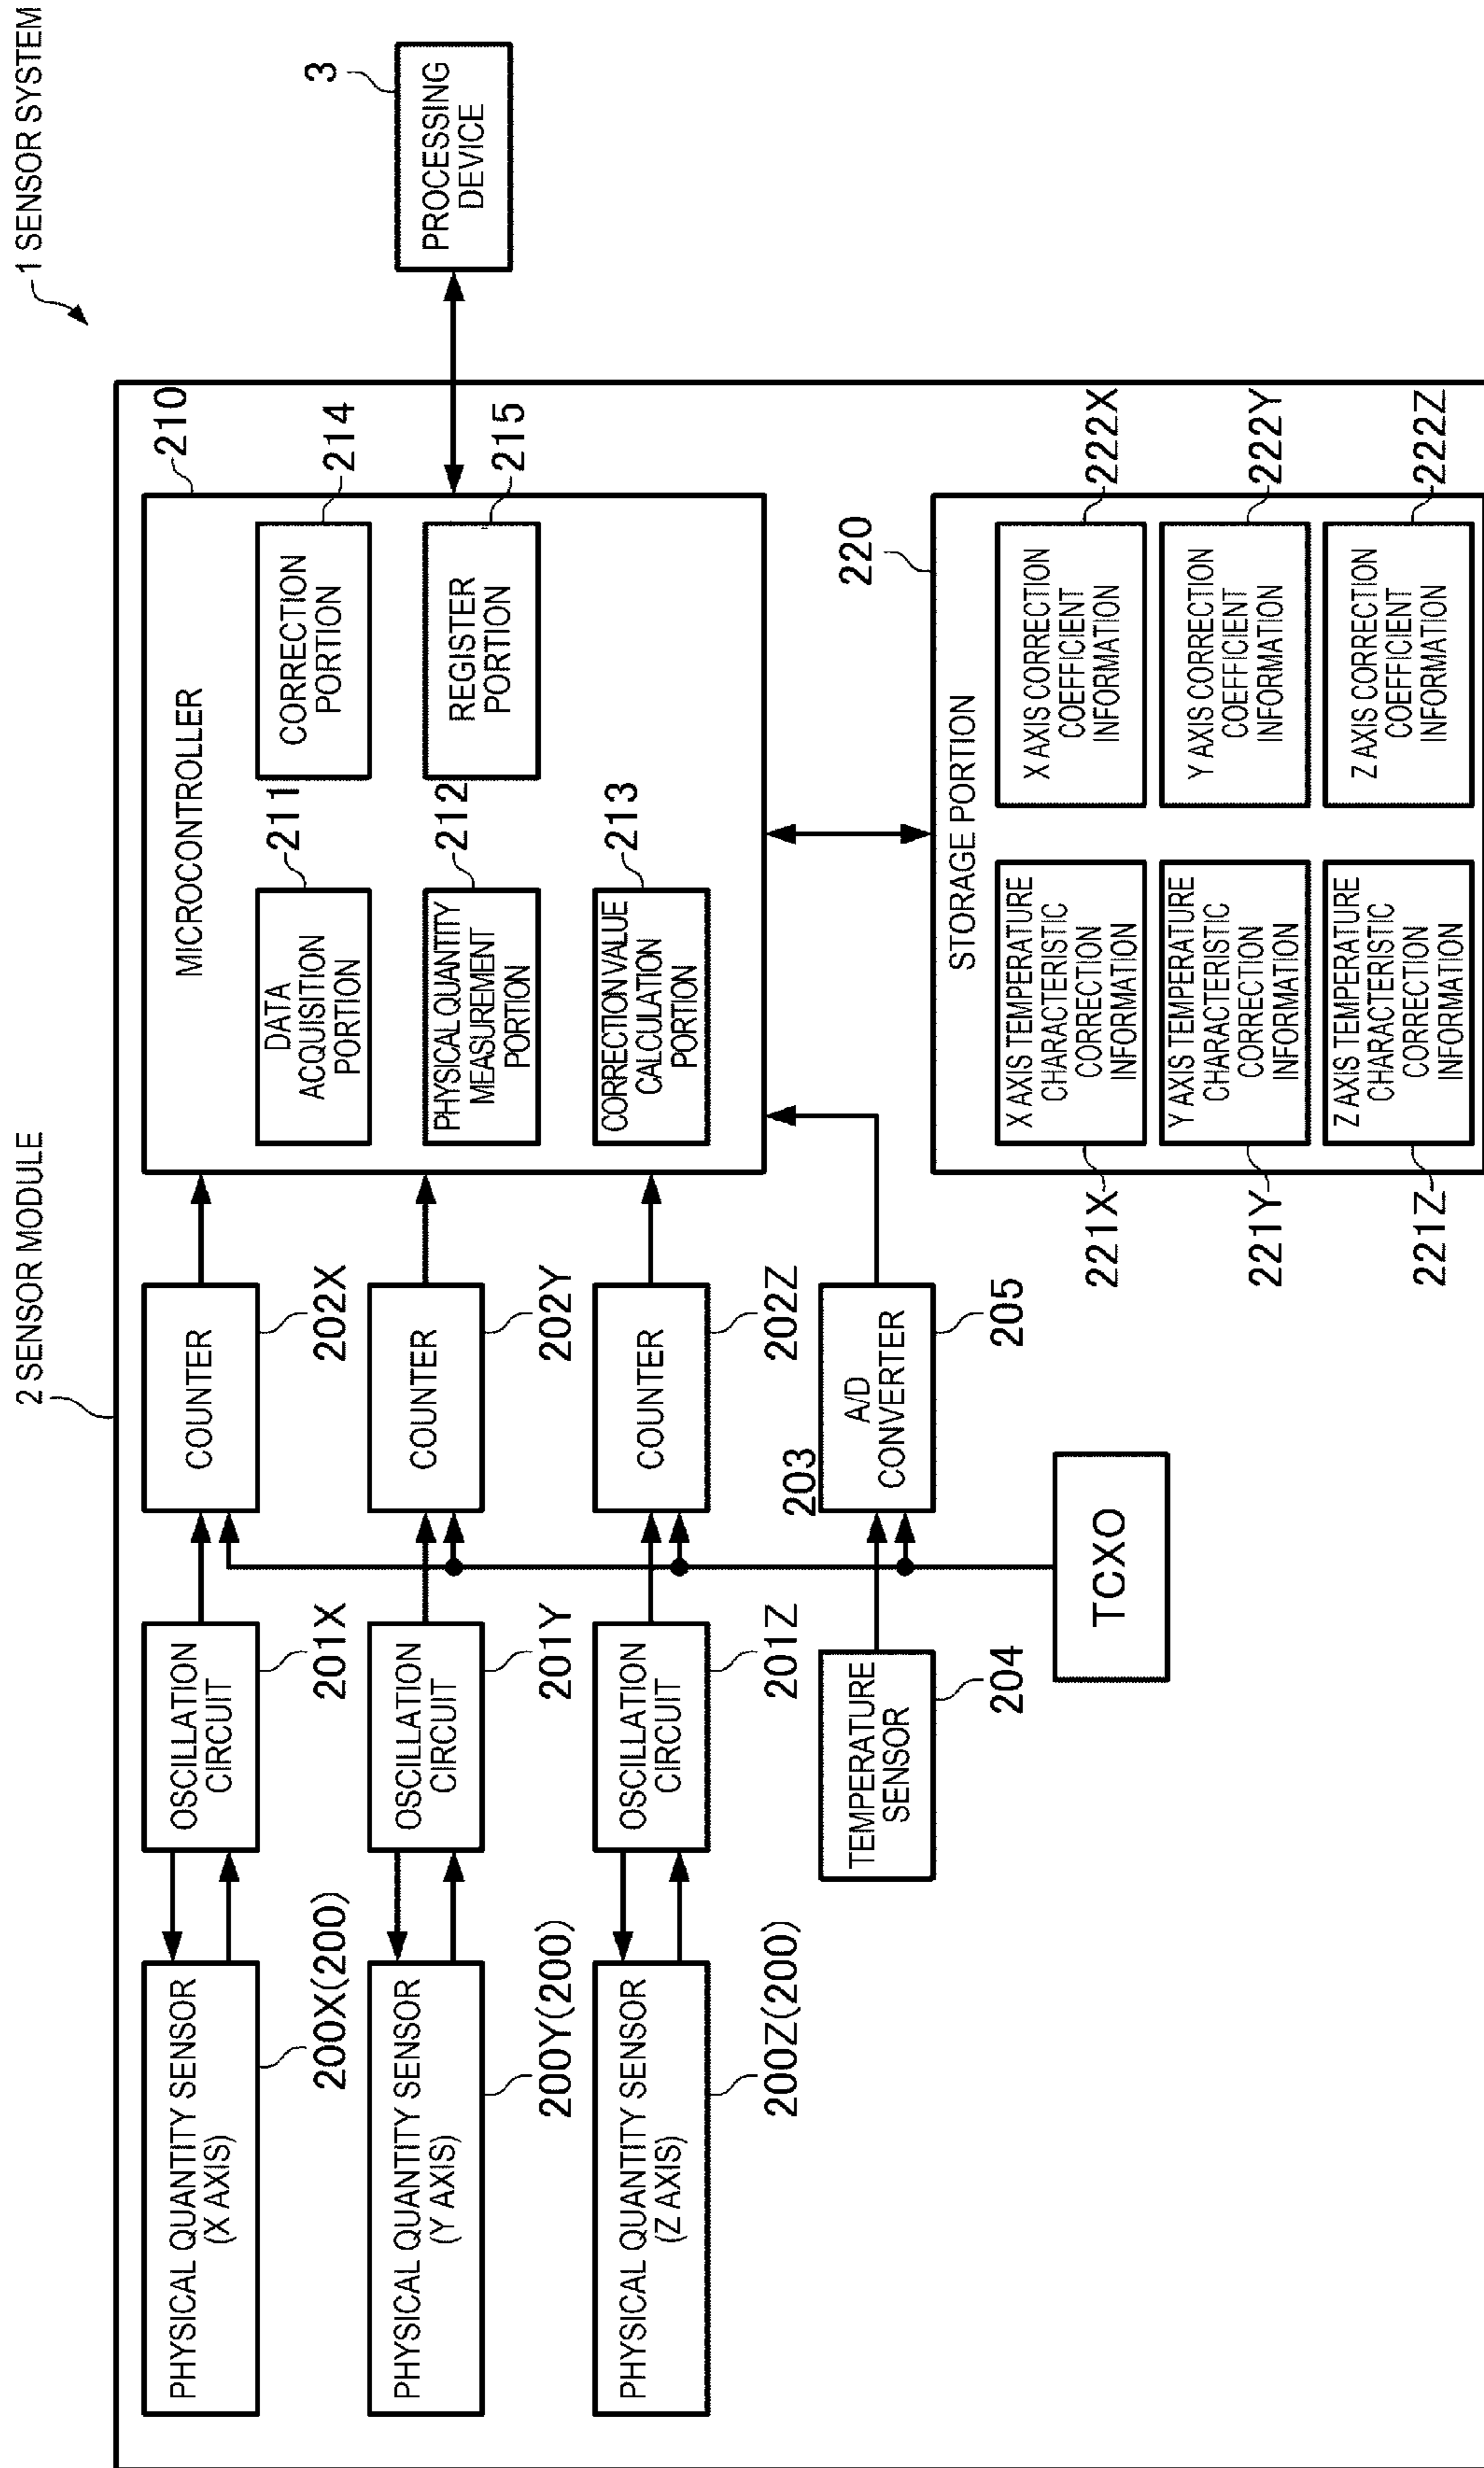 1 SENSOR SYSTEM
2 SENSOR MODULE
PHYSICAL QUANTITY SENSOR
(X AXIS)
200X(200)
OSCILLATION
CIRCUIT
201X
COUNTER
202X
PHYSICAL QUANTITY SENSOR
(Y AXIS)
200Y(200)
OSCILLATION
CIRCUIT
201Y
COUNTER
202Y
PHYSICAL QUANTITY SENSOR
(Z AXIS)
200Z(200)
OSCILLATION
CIRCUIT
201Z
COUNTER
202Z
TEMPERATURE
SENSOR
204
203
A/D
CONVERTER
205
TCXO
MICROCONTROLLER
210
DATA
ACQUISITION
PORTION
211
CORRECTION
PORTION
214
PHYSICAL QUANTITY
MEASUREMENT
PORTION
212
REGISTER
PORTION
215
CORRECTION VALUE
CALCULATION
PORTION
213
PROCESSING
DEVICE
3
STORAGE PORTION
220
X AXIS TEMPERATURE
CHARACTERISTIC
CORRECTION
INFORMATION
221X
X AXIS CORRECTION
COEFFICIENT
INFORMATION
222X
Y AXIS TEMPERATURE
CHARACTERISTIC
CORRECTION
INFORMATION
221Y
Y AXIS CORRECTION
COEFFICIENT
INFORMATION
222Y
Z AXIS TEMPERATURE
CHARACTERISTIC
CORRECTION
INFORMATION
221Z
Z AXIS CORRECTION
COEFFICIENT
INFORMATION
222Z